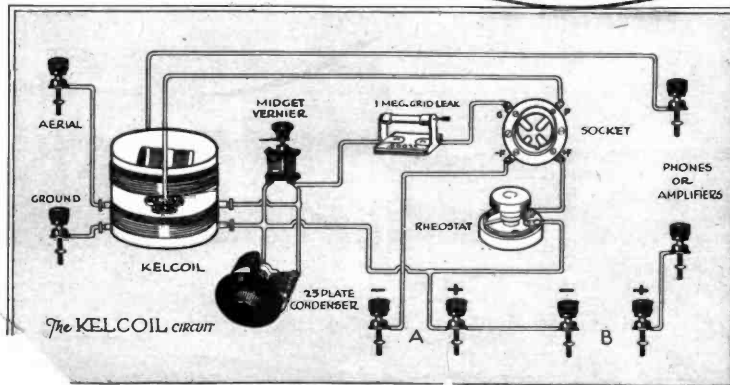 AERIAL
GROUND
KELCOIL
MIDGET
VERNIER
23 PLATE
CONDENSER
1 MEG. GRID LEAK
G
P
-F
F
SOCKET
RHEOSTAT
PHONES
OR
AMPLIFIERS
- + - +
A B
The KELCOIL CIRCUIT